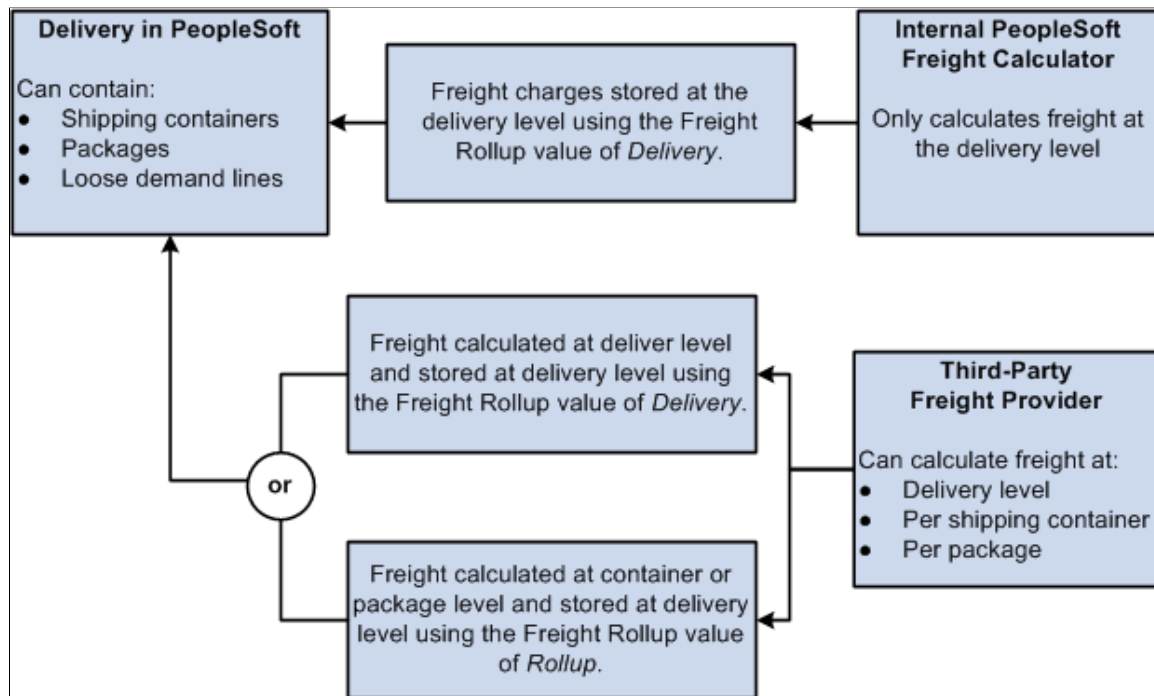 Delivery in PeopleSoft
Can contain:
● Shipping containers
● Packages
● Loose demand lines
Freight charges stored at the
delivery level using the Freight
Rollup value of Delivery.
Internal PeopleSoft
Freight Calculator
Only calculates freight at
the delivery level
Freight calculated at deliver level
and stored at delivery level using
the Freight Rollup value of Delivery.
or
Freight calculated at container or
package level and stored at delivery
level using the Freight Rollup value
of Rollup.
Third-Party
Freight Provider
Can calculate freight at:
● Delivery level
● Per shipping container
● Per package